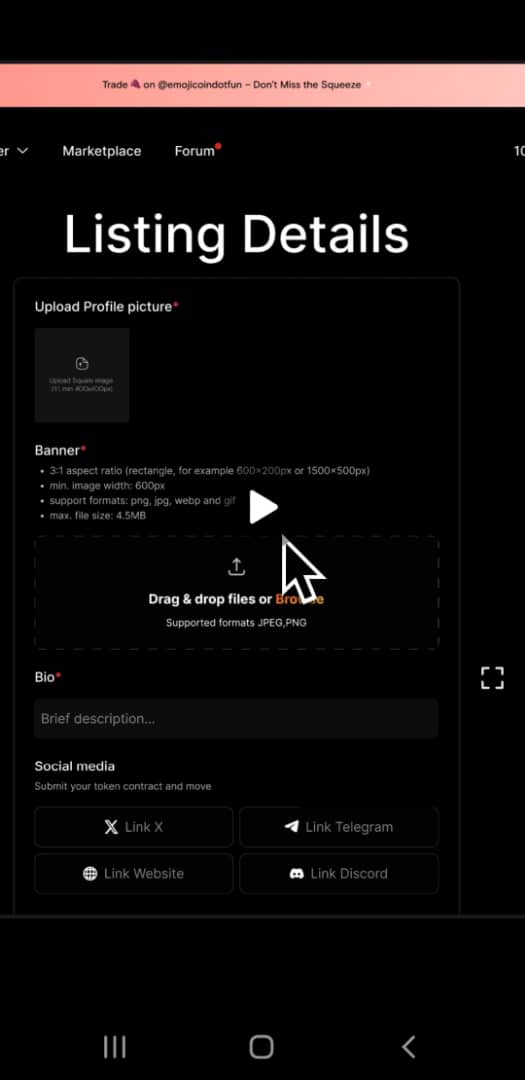 Trade 🍇 on @emojicoindotfun – Don't Miss the Squeeze
er
Marketplace
Forum
10
Listing Details
Upload Profile picture*
Upload Square image
(1:1, min 400x400px)
Banner*
• 3:1 aspect ratio (rectangle, for example 600×200px or 1500×500px)
• min. image width: 600px
• support formats: png, jpg, webp and gif
• max. file size: 4.5MB
Drag & drop files or Browse
Supported formats JPEG,PNG
Bio*
Brief description...
Social media
Submit your token contract and move
Link X
Link Telegram
Link Website
Link Discord